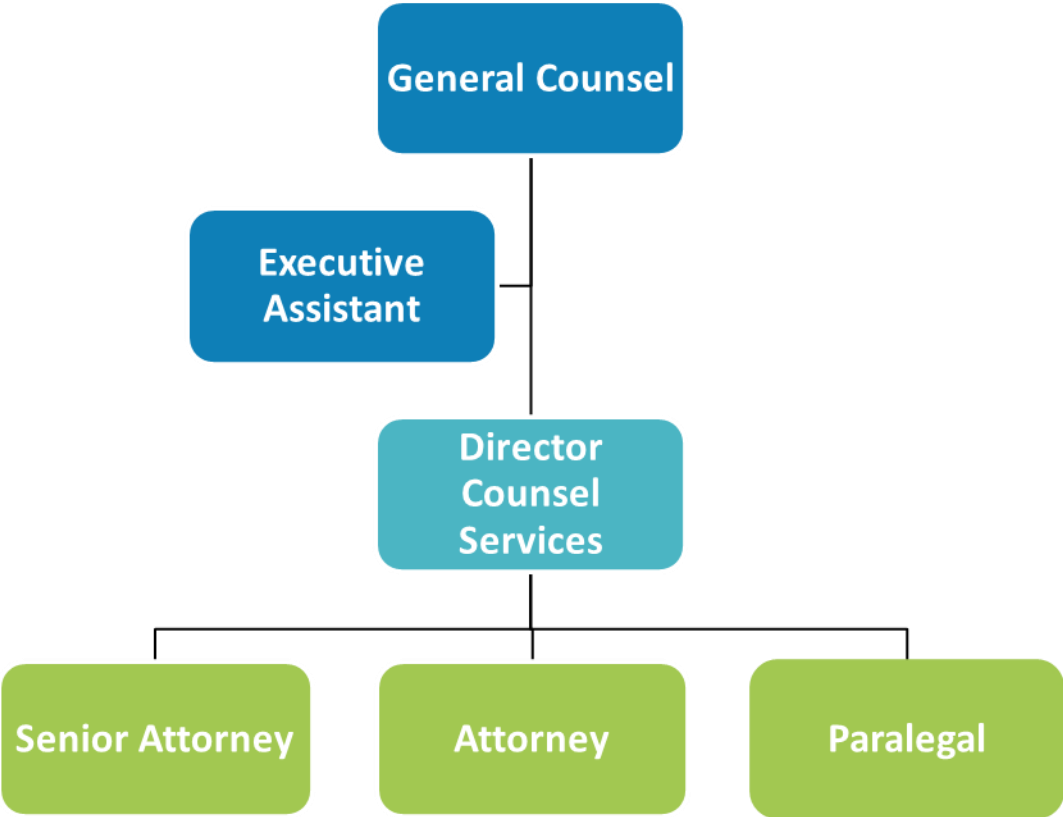 General Counsel
Executive
Assistant
Director
Counsel
Services
Senior Attorney
Attorney
Paralegal